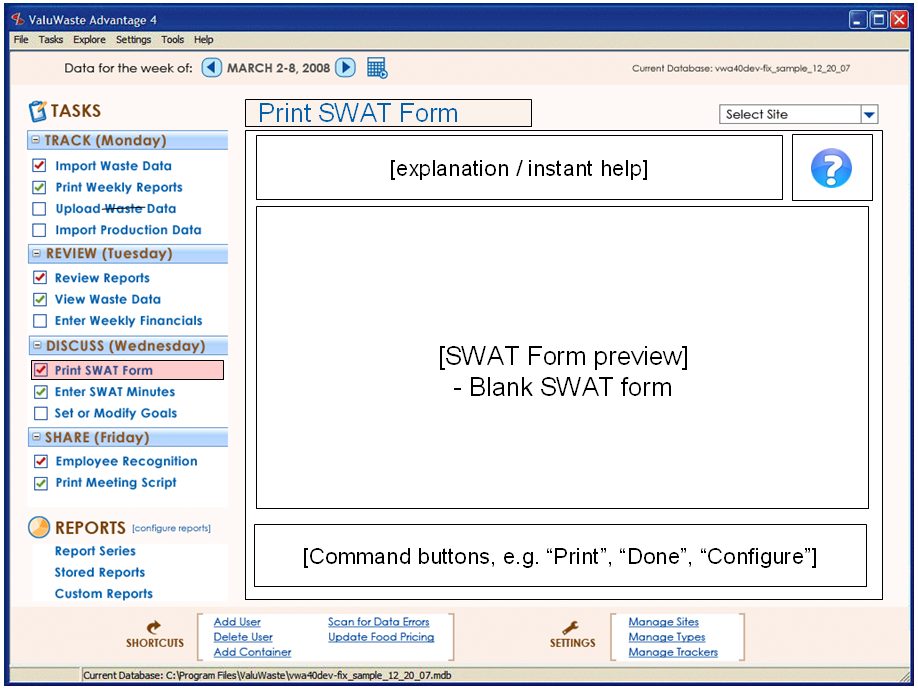 ValuWaste Advantage 4
File Tasks Explore Settings Tools Help
Data for the week of: MARCH 2-8, 2008
Current Database: vwa40dev-fix_sample_12_20_07
TASKS
TRACK (Monday)
Import Waste Data
Print Weekly Reports
Upload Waste Data
Import Production Data
REVIEW (Tuesday)
Review Reports
View Waste Data
Enter Weekly Financials
DISCUSS (Wednesday)
Print SWAT Form
Enter SWAT Minutes
Set or Modify Goals
SHARE (Friday)
Employee Recognition
Print Meeting Script
REPORTS [configure reports]
Report Series
Stored Reports
Custom Reports
Print SWAT Form
Select Site
[explanation / instant help]
?
[SWAT Form preview]
- Blank SWAT form
[Command buttons, e.g. “Print”, “Done”, “Configure”]
SHORTCUTS
Add User
Delete User
Add Container
Scan for Data Errors
Update Food Pricing
SETTINGS
Manage Sites
Manage Types
Manage Trackers
Current Database: C:\Program Files\ValuWaste\vwa40dev-fix_sample_12_20_07.mdb